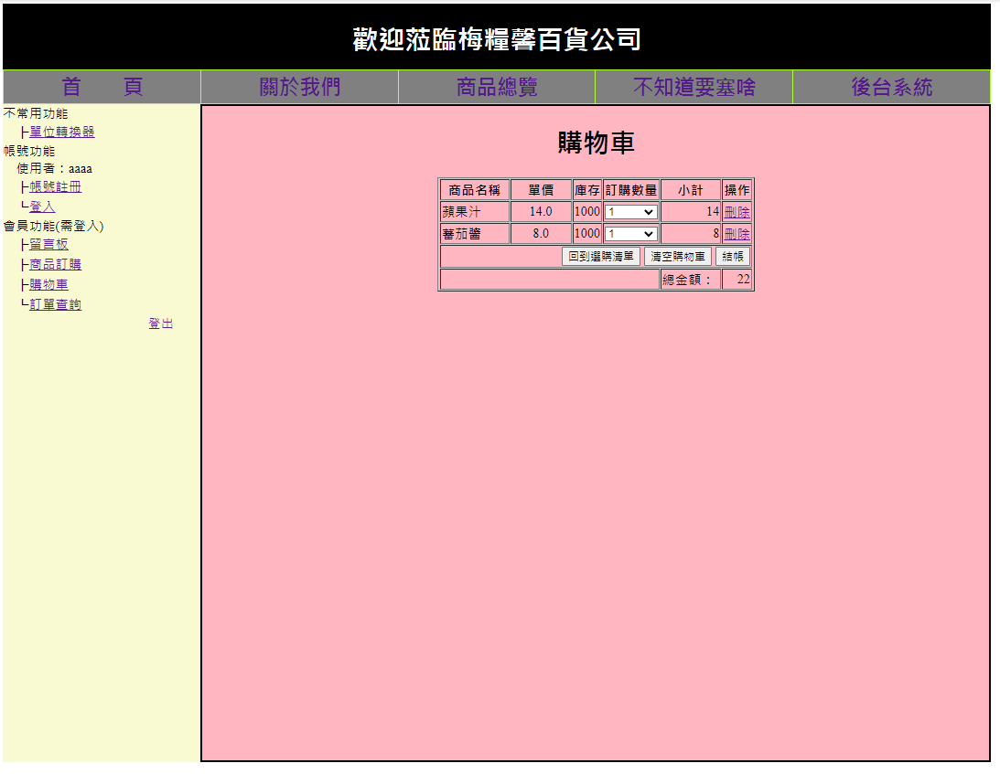 歡迎蒞臨梅糧馨百貨公司
首　　頁 關於我們 商品總覽 不知道要塞啥 後台系統
不常用功能
├單位轉換器
帳號功能
使用者：aaaa
├帳號註冊
└登入
會員功能(需登入)
├留言板
├商品訂購
├購物車
└訂單查詢
登出
購物車
商品名稱 單價 庫存 訂購數量 小計 操作
蘋果汁 14.0 1000 1 14 刪除
蕃茄醬 8.0 1000 1 8 刪除
回到選購清單 清空購物車 結帳
總金額： 22